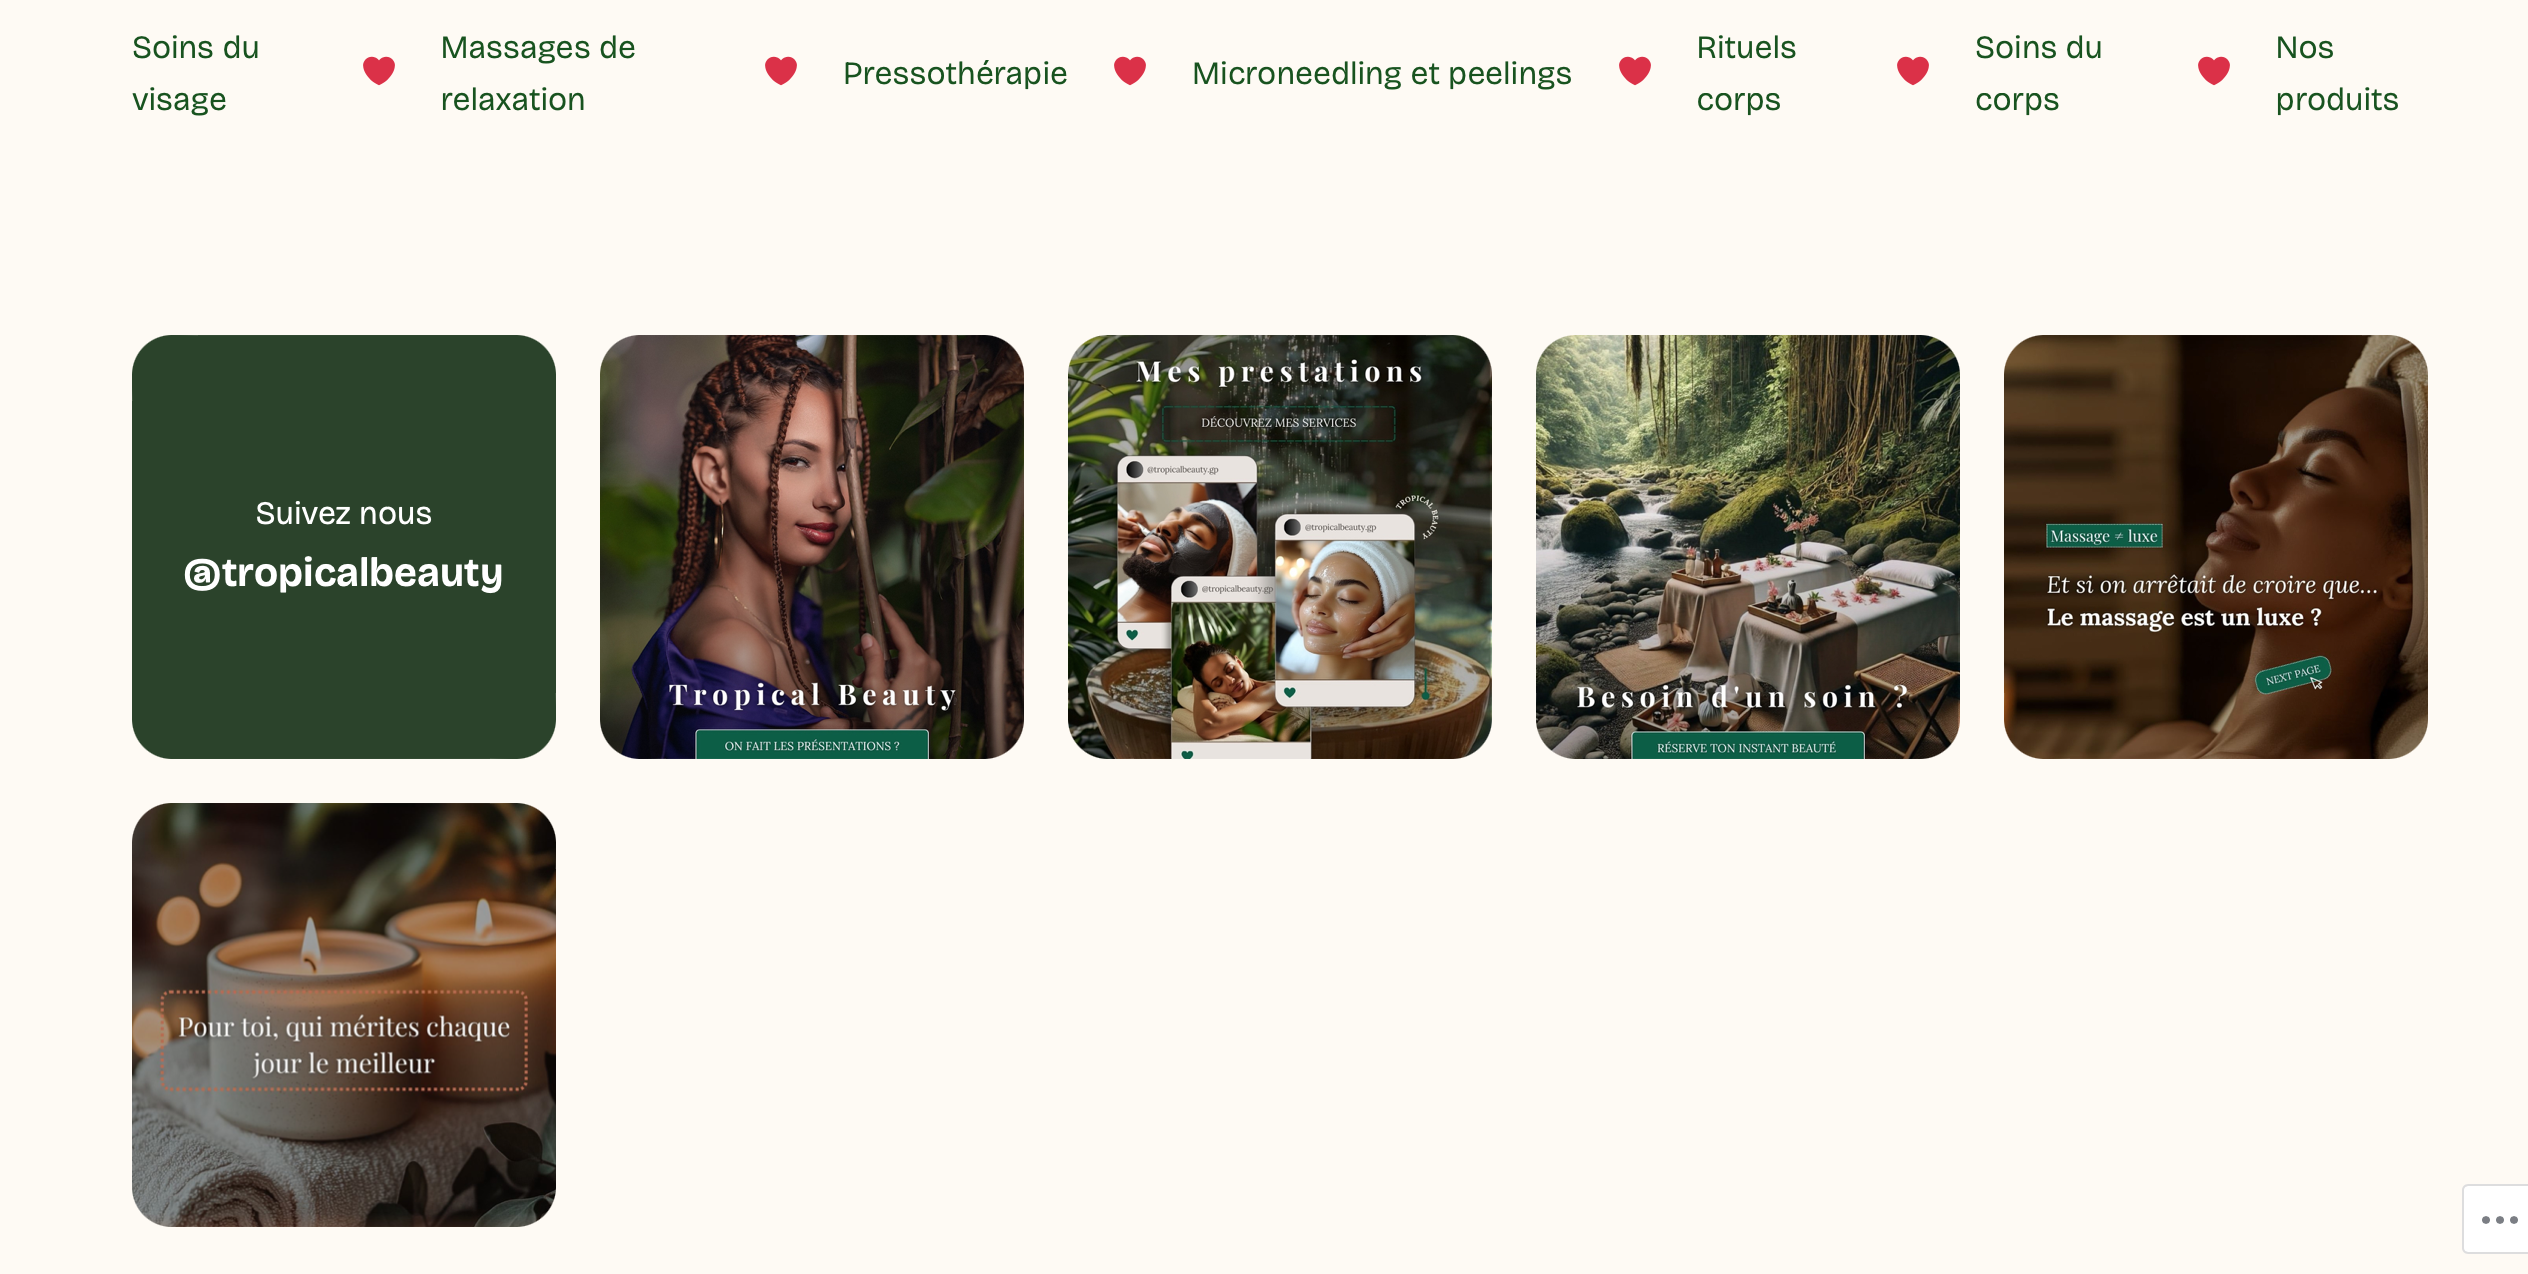 Soins du
visage
Massages de
relaxation
Pressothérapie
Microneedling et peelings
Rituels
corps
Soins du
corps
Nos
produits
Suivez nous
@tropicalbeauty
Tropical Beauty
ON FAIT LES PRÉSENTATIONS ?
Mes prestations
DÉCOUVREZ MES SERVICES
@tropicalbeauty.gp
@tropicalbeauty.gp
TROPICAL BEAUTY
@tropicalbeauty.gp
Besoin d'un soin ?
RÉSERVE TON INSTANT BEAUTÉ
Massage ≠ luxe
Et si on arrêtait de croire que...
Le massage est un luxe ?
NEXT PAGE
Pour toi, qui mérites chaque
jour le meilleur